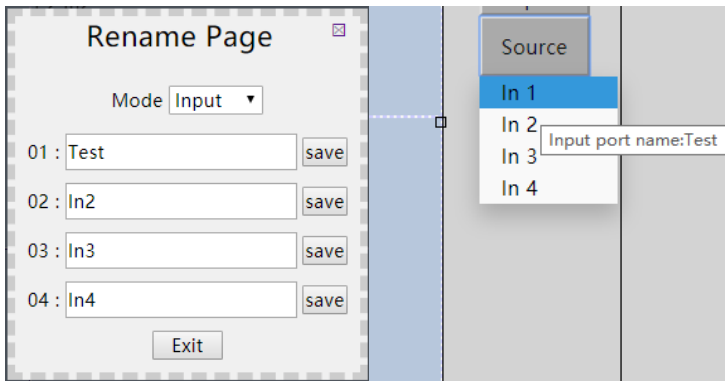 Rename Page
Mode Input
01 : Test save
02 : In2 save
03 : In3 save
04 : In4 save
Exit
Source
In 1
In 2
Input port name:Test
In 3
In 4